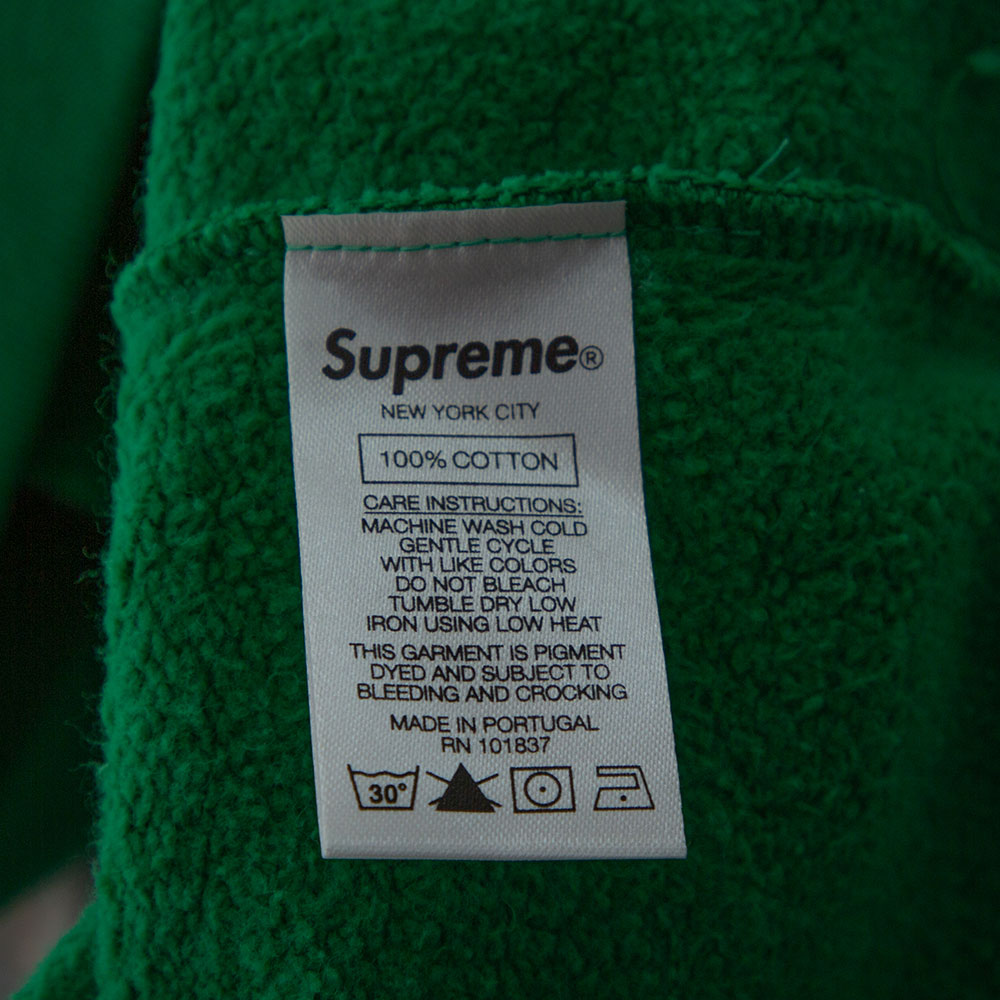 Supreme®
NEW YORK CITY
100% COTTON
CARE INSTRUCTIONS:
MACHINE WASH COLD
GENTLE CYCLE
WITH LIKE COLORS
DO NOT BLEACH
TUMBLE DRY LOW
IRON USING LOW HEAT
THIS GARMENT IS PIGMENT
DYED AND SUBJECT TO
BLEEDING AND CROCKING
MADE IN PORTUGAL
RN 101837
30°